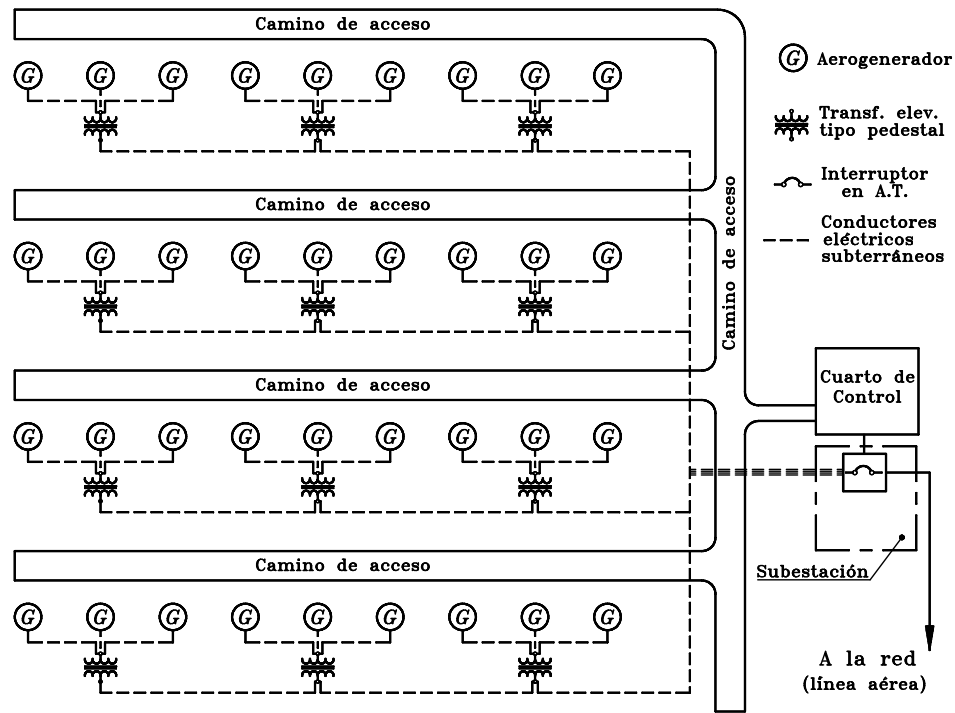 Camino de acceso
G G G G G G G G G
Camino de acceso
G G G G G G G G G
Camino de acceso
G G G G G G G G G
Camino de acceso
G G G G G G G G G
Camino de acceso
G Aerogenerador
Transf. elev.
tipo pedestal
Interruptor
en A.T.
Conductores
eléctricos
subterráneos
Cuarto de
Control
Subestación
A la red
(línea aérea)